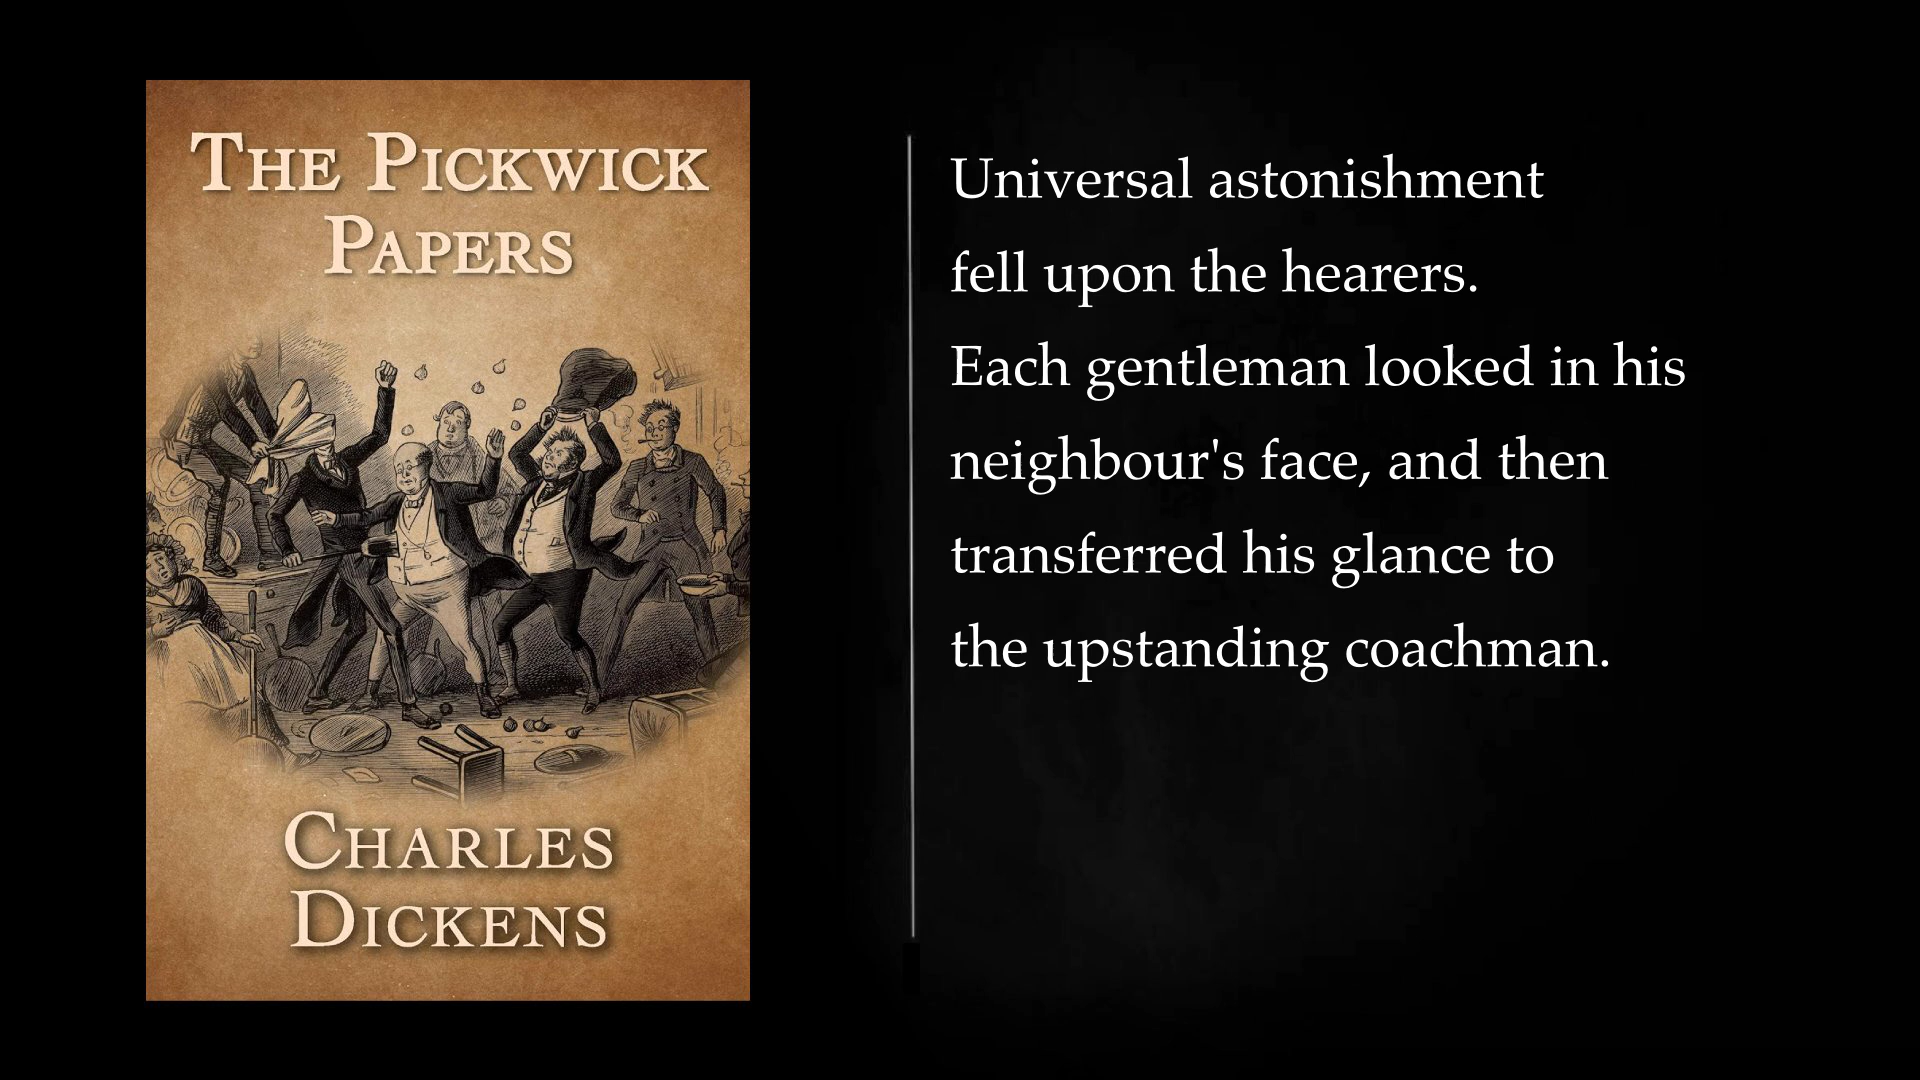 THE PICKWICK
PAPERS
CHARLES
DICKENS
Universal astonishment
fell upon the hearers.
Each gentleman looked in his
neighbour's face, and then
transferred his glance to
the upstanding coachman.